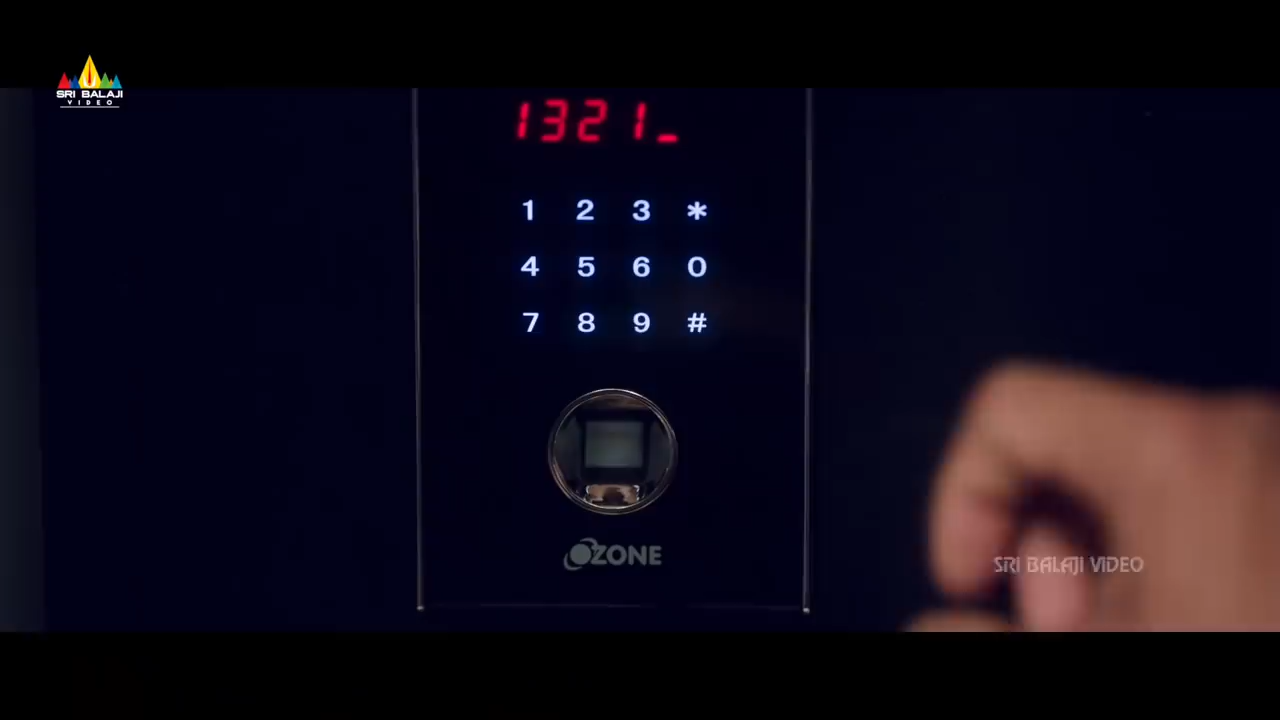 SRI BALAJI
VIDEO
1321_
1 2 3 *
4 5 6 0
7 8 9 #
OZONE
SRI BALAJI VIDEO